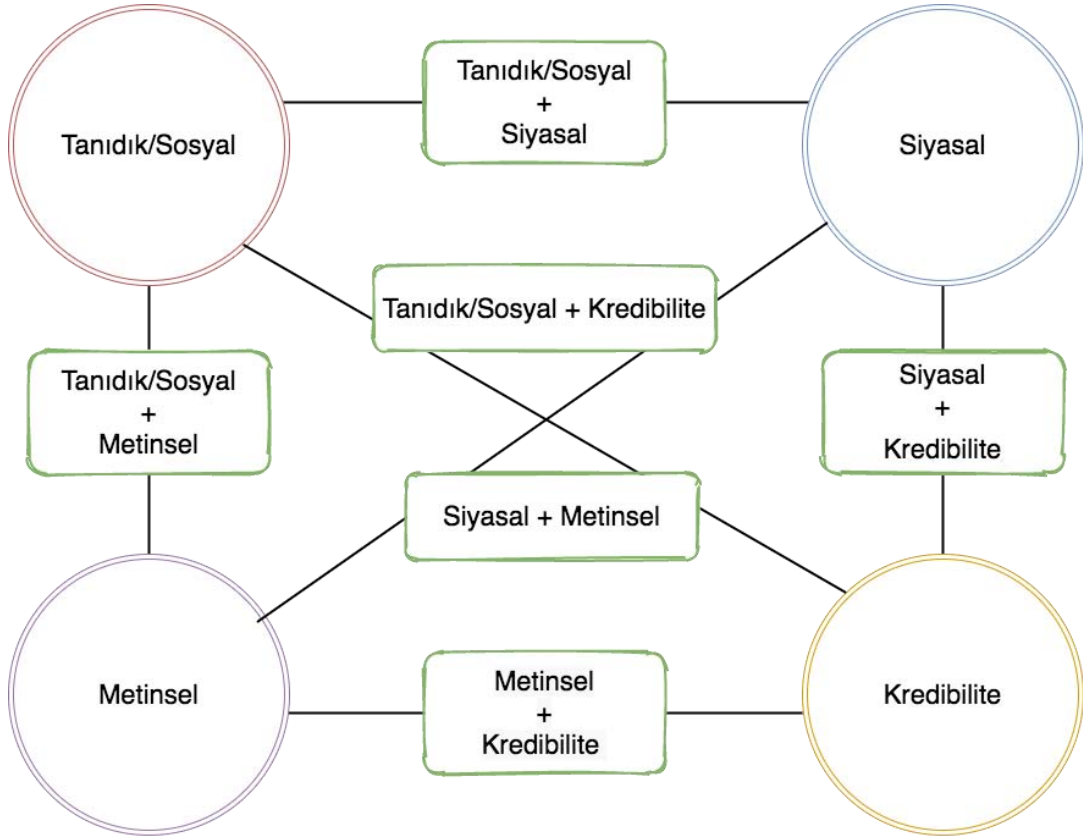 Tanıdık/Sosyal
+
Siyasal
Tanıdık/Sosyal
Siyasal
Tanıdık/Sosyal + Kredibilite
Tanıdık/Sosyal
+
Metinsel
Siyasal
+
Kredibilite
Siyasal + Metinsel
Metinsel
Metinsel
+
Kredibilite
Kredibilite